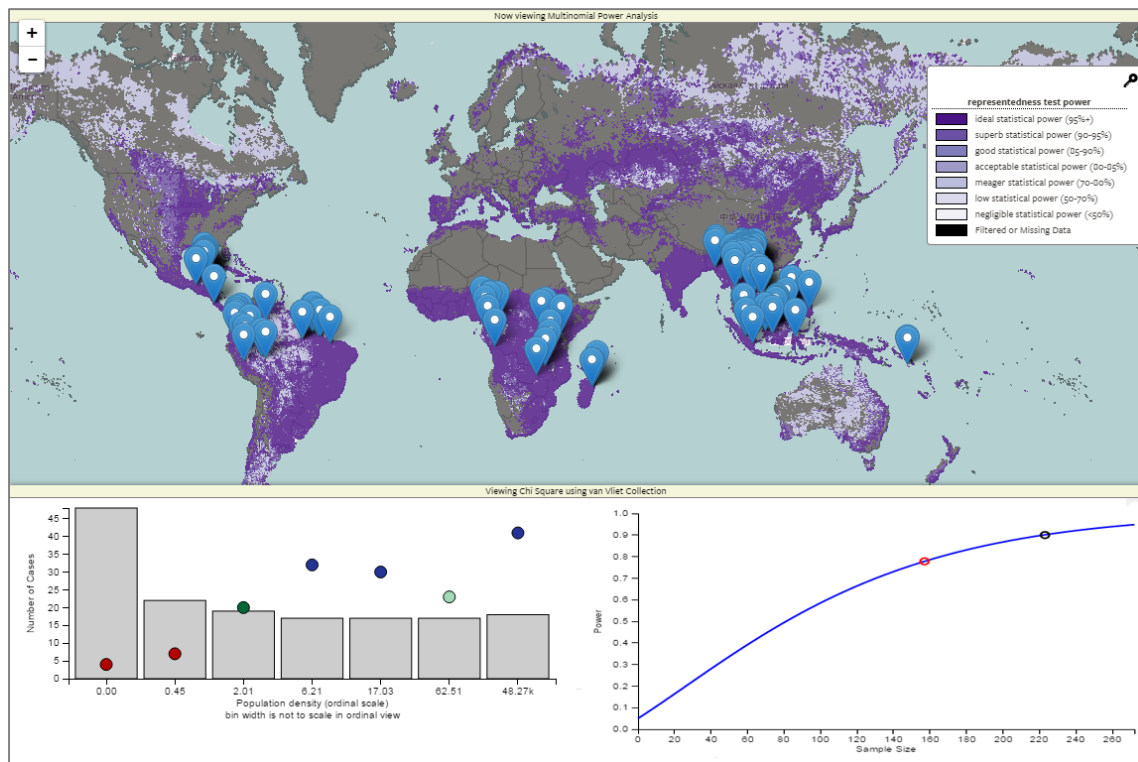 Now viewing Multinomial Power Analysis
+
−
representedness test power
ideal statistical power (95%+)
superb statistical power (90-95%)
good statistical power (85-90%)
acceptable statistical power (80-85%)
meager statistical power (70-80%)
low statistical power (50-70%)
negligible statistical power (<50%)
Filtered or Missing Data
Viewing Chi Square using van Vliet Collection
Number of Cases
45
40
35
30
25
20
15
10
5
0
0.00 0.45 2.01 6.21 17.03 62.51 48.27k
Population density (ordinal scale)
bin width is not to scale in ordinal view
Power
1.0
0.9
0.8
0.7
0.6
0.5
0.4
0.3
0.2
0.1
0.0
0 20 40 60 80 100 120 140 160 180 200 220 240 260
Sample Size